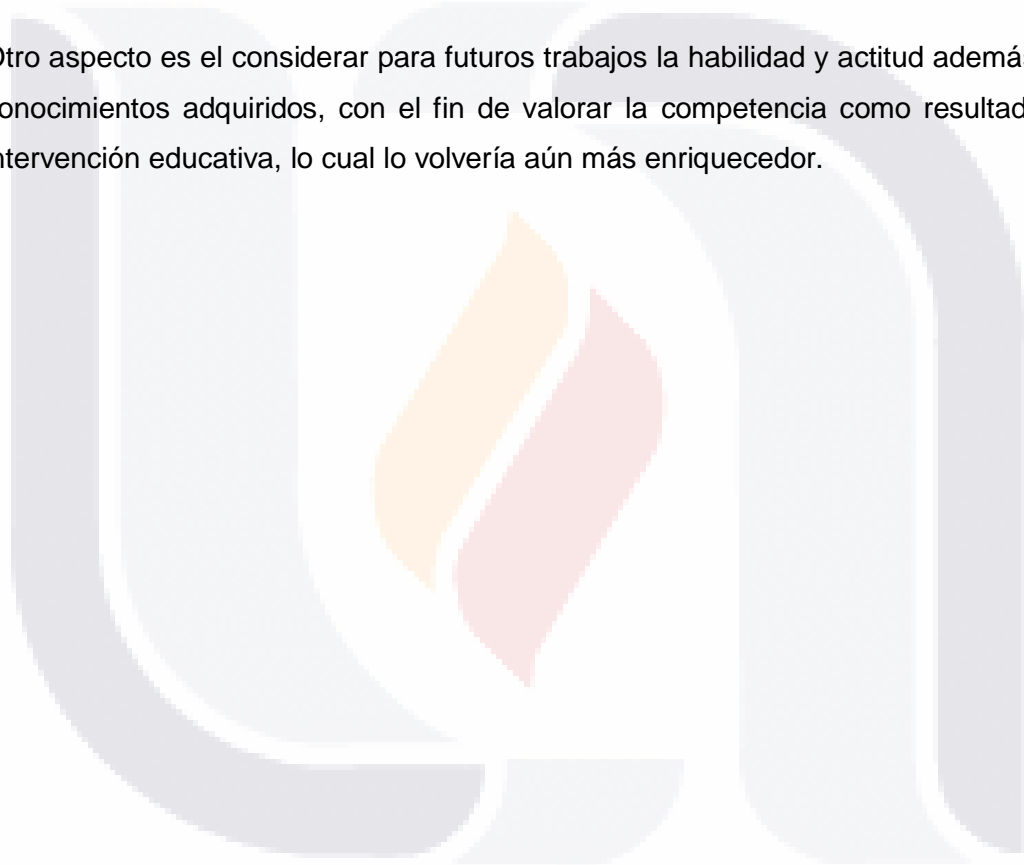 Otro aspecto es el considerar para futuros trabajos la habilidad y actitud además
conocimientos adquiridos, con el fin de valorar la competencia como resultad
ntervención educativa, lo cual lo volvería aún más enriquecedor.